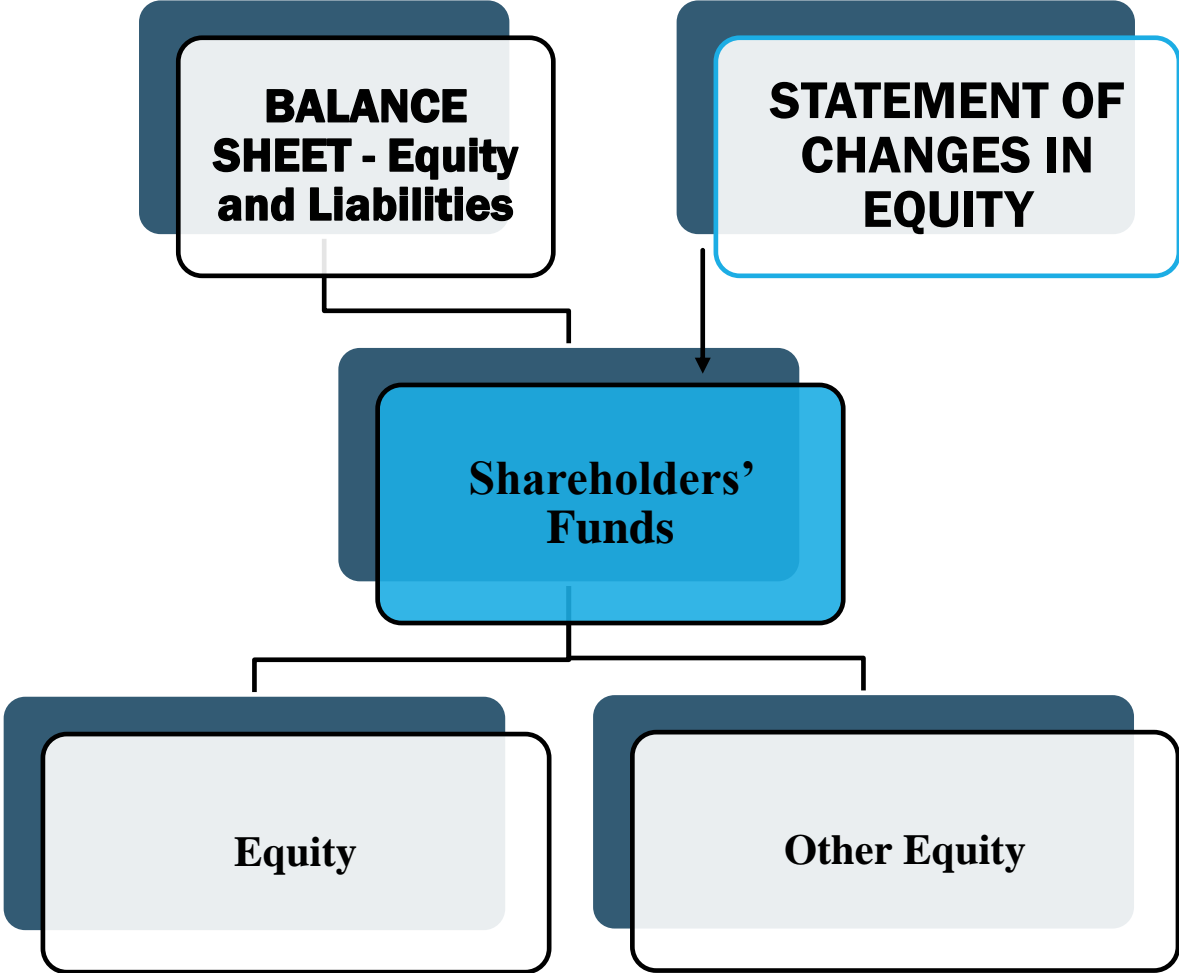 BALANCE
SHEET - Equity
and Liabilities
STATEMENT OF
CHANGES IN
EQUITY
Shareholders’
Funds
Equity
Other Equity